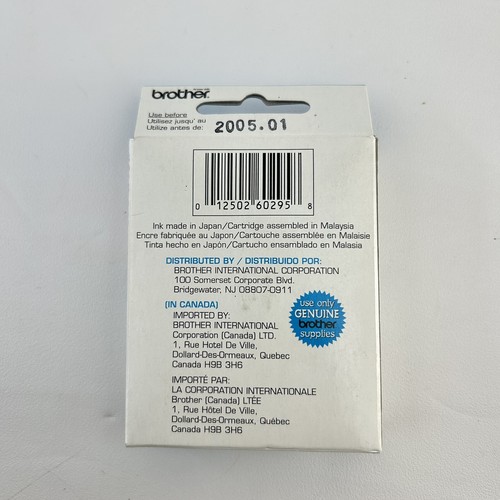 brother
Use before
Utilisez jusqu' au
Utilize antes de:
2005.01
0 12502 60295 8
Ink made in Japan/Cartridge assembled in Malaysia
Encre fabriquée au Japon/Cartouche assemblée en Malaisie
Tinta hecho en Japón/Cartucho ensamblado en Malasia
DISTRIBUTED BY / DISTRIBUIDO POR:
BROTHER INTERNATIONAL CORPORATION
100 Somerset Corporate Blvd.
Bridgewater, NJ 08807-0911
(IN CANADA)
IMPORTED BY:
BROTHER INTERNATIONAL
Corporation (Canada) LTD.
1, Rue Hotel De Ville,
Dollard-Des-Ormeaux, Quebec
Canada H9B 3H6
use only
GENUINE
brother
supplies
IMPORTÉ PAR:
LA CORPORATION INTERNATIONALE
Brother (Canada) LTÉE
1, Rue Hôtel De Ville,
Dollard-Des-Ormeaux, Québec
Canada H9B 3H6